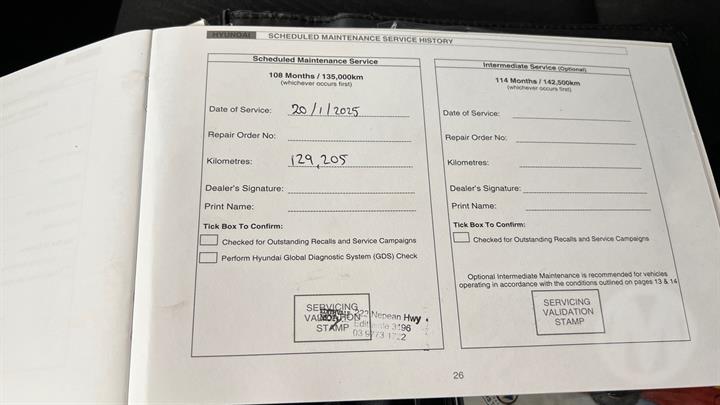 HYUNDAI SCHEDULED MAINTENANCE SERVICE HISTORY
Scheduled Maintenance Service
108 Months / 135,000km
(whichever occurs first)
Date of Service: 20/1/2025
Repair Order No:
Kilometres: 129,205
Dealer's Signature:
Print Name:
Tick Box To Confirm:
Checked for Outstanding Recalls and Service Campaigns
Perform Hyundai Global Diagnostic System (GDS) Check
SERVICING
VALIDATION
STAMP
222 Nepean Hwy
3196
Intermediate Service (Optional)
114 Months / 142,500km
(whichever occurs first)
Date of Service:
Repair Order No:
Kilometres:
Dealer's Signature:
Print Name:
Tick Box To Confirm:
Checked for Outstanding Recalls and Service Campaigns
Optional Intermediate Maintenance is recommended for vehicles
operating in accordance with the conditions outlined on pages 13 & 14
SERVICING
VALIDATION
STAMP
26